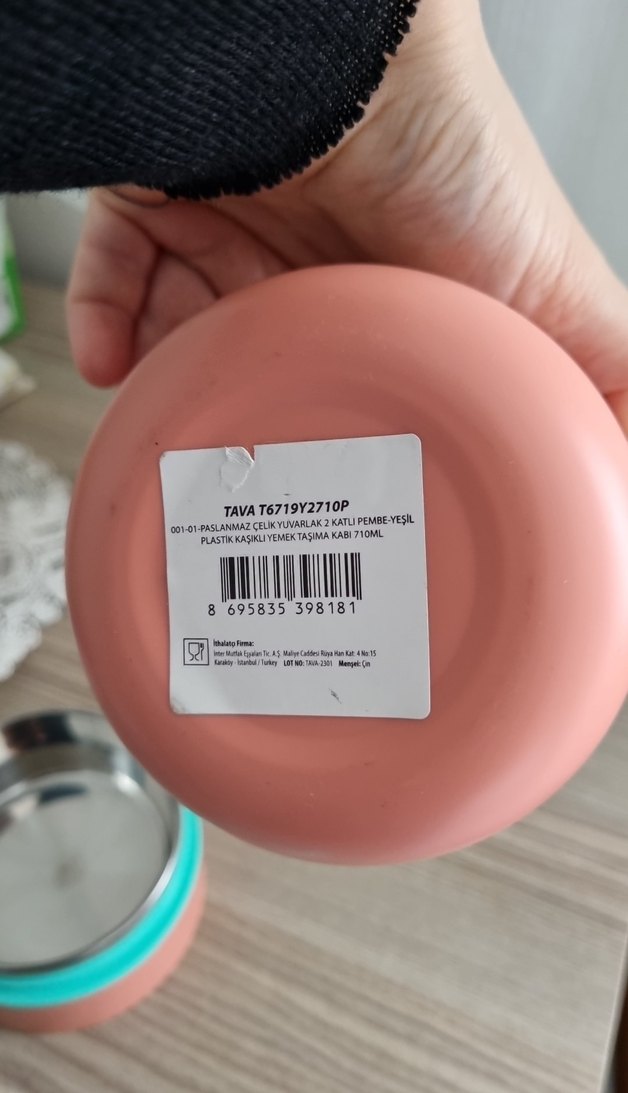 TAVA T6719Y2710P
001-01-PASLANMAZ ÇELİK YUVARLAK 2 KATLI PEMBE-YEŞİL
PLASTİK KAŞIKLI YEMEK TAŞIMA KABI 710ML
8 695835 398181
İthalatçı Firma:
İnter Mutfak Eşyaları Tic. A.Ş. Maliye Caddesi Rüya Han Kat: 4 No:15
Karaköy - İstanbul / Turkey LOT NO: TAVA-2301 Menşei: Çin